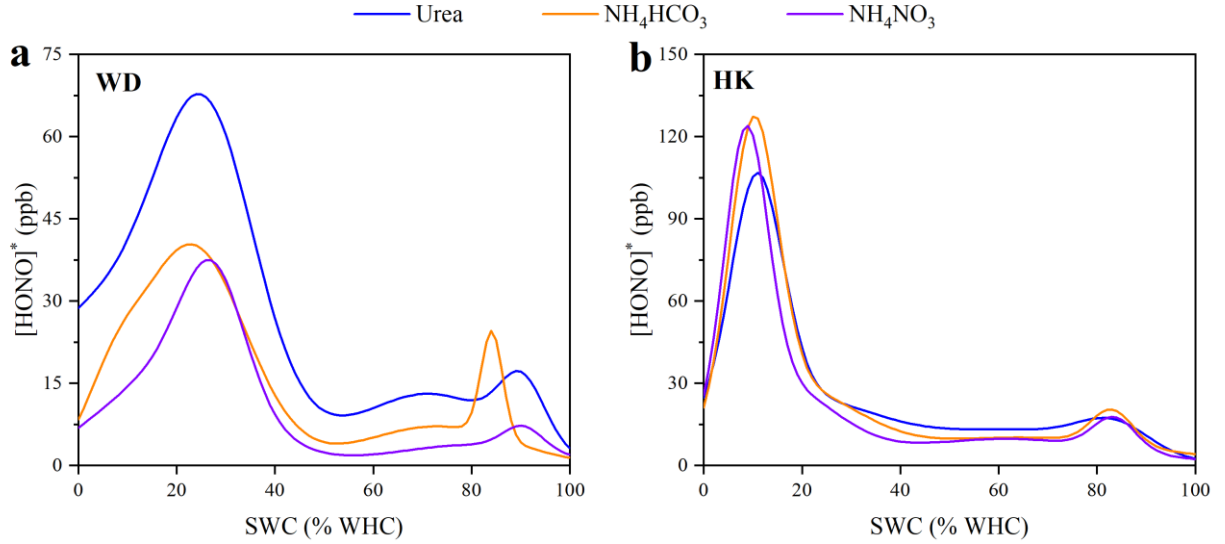 Urea NH₄HCO₃ NH₄NO₃
a
WD
[HONO]* (ppb)
75
60
45
30
15
0
0 20 40 60 80 100
SWC (% WHC)
b
HK
[HONO]* (ppb)
150
120
90
60
30
0
0 20 40 60 80 100
SWC (% WHC)